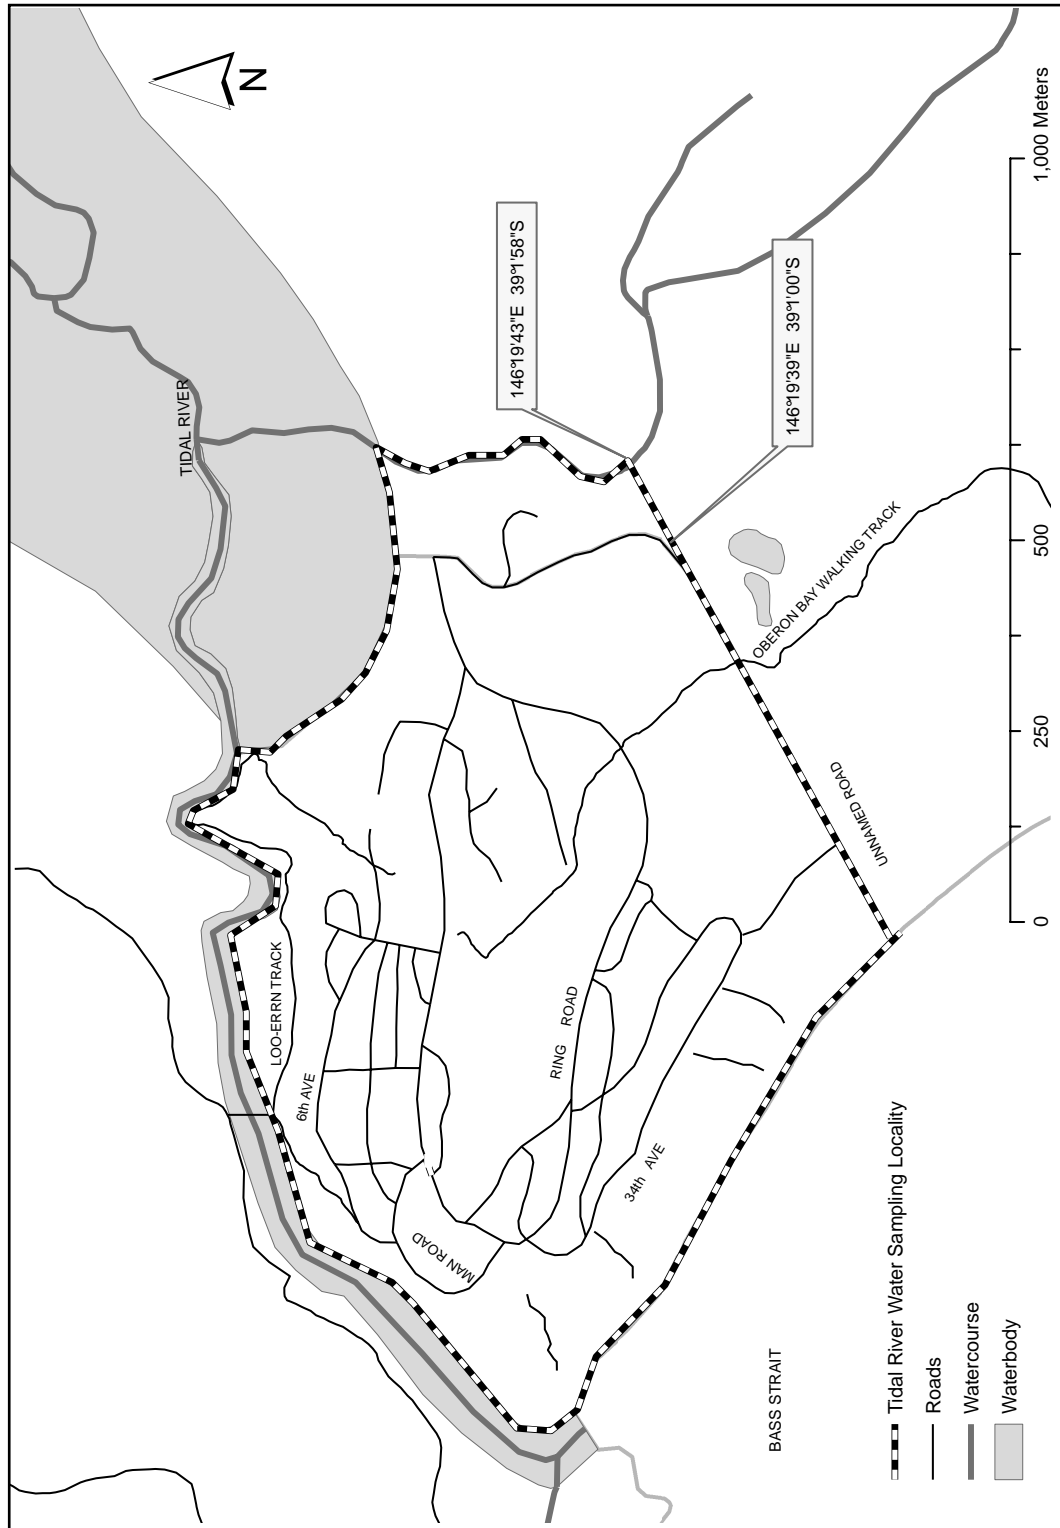 N
TIDAL RIVER
146°19'43"E 39°1'58"S
146°19'39"E 39°1'00"S
LOO-ERRN TRACK
6th AVE
MAN ROAD
RING ROAD
34th AVE
OBERON BAY WALKING TRACK
UNNAMED ROAD
BASS STRAIT
Tidal River Water Sampling Locality
Roads
Watercourse
Waterbody
0 250 500 1,000 Meters